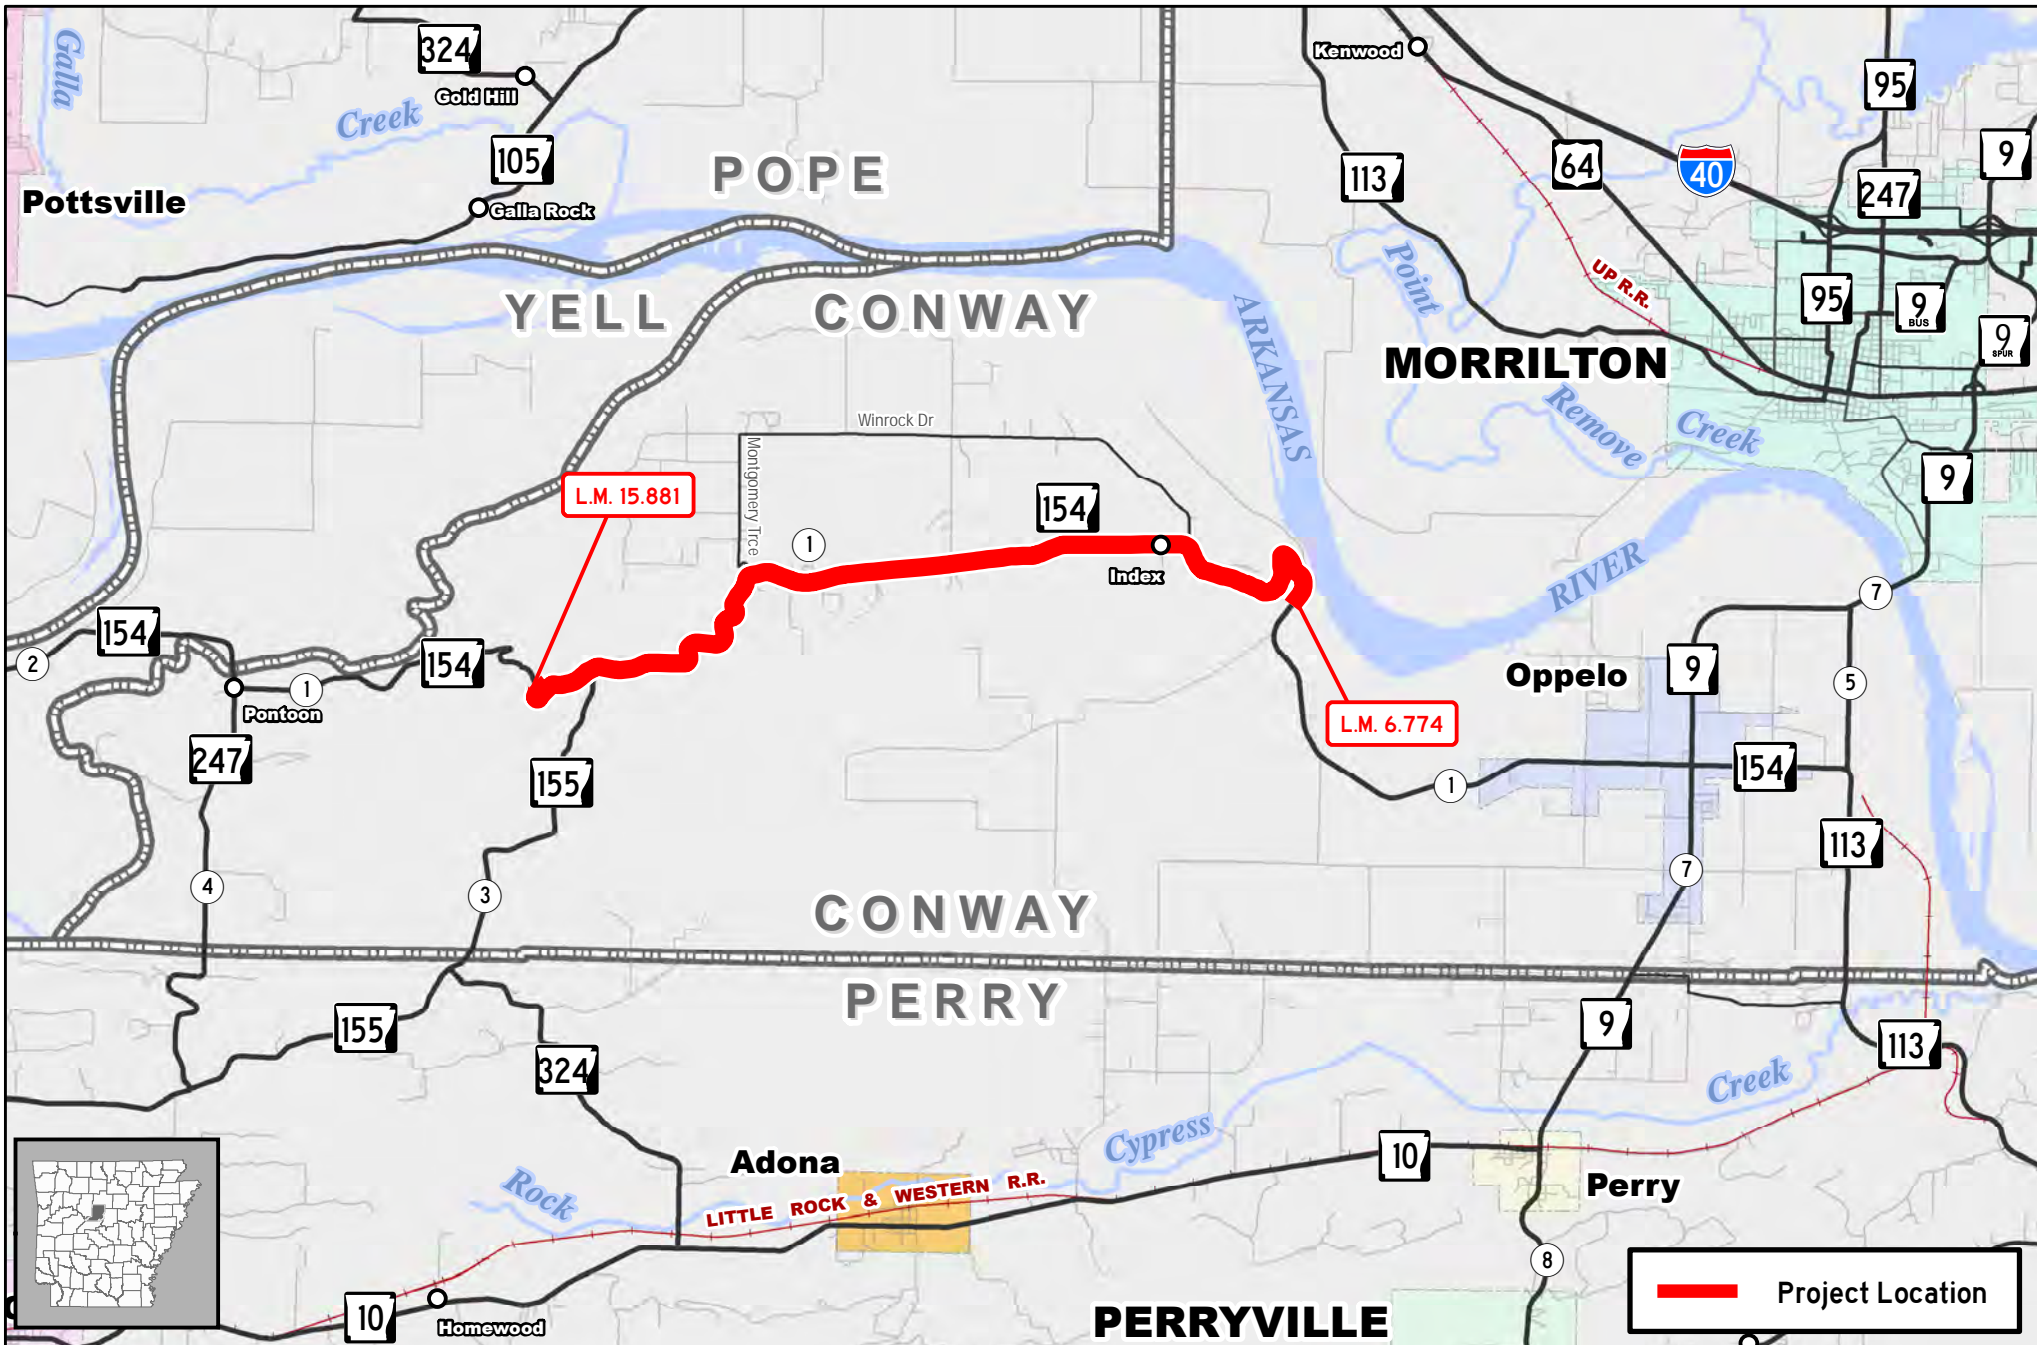 324
Gold Hill
Galla
Creek
105
Pottsville
Galla Rock
POPE
Kenwood
95
113
64
40
247
9
YELL
CONWAY
ARKANSAS
Point
UP R.R.
95
9
BUS
9
SPUR
MORRILTON
Remove
Creek
Winrock Dr
Montgomery Trce
L.M. 15.881
154
1
Index
9
RIVER
7
154
2
154
1
Pontoon
247
155
L.M. 6.774
Oppelo
9
5
154
1
113
4
3
7
CONWAY
PERRY
155
324
9
113
Creek
Cypress
Adona
Rock
LITTLE ROCK & WESTERN R.R.
10
Perry
8
10
Homewood
PERRYVILLE
Project Location